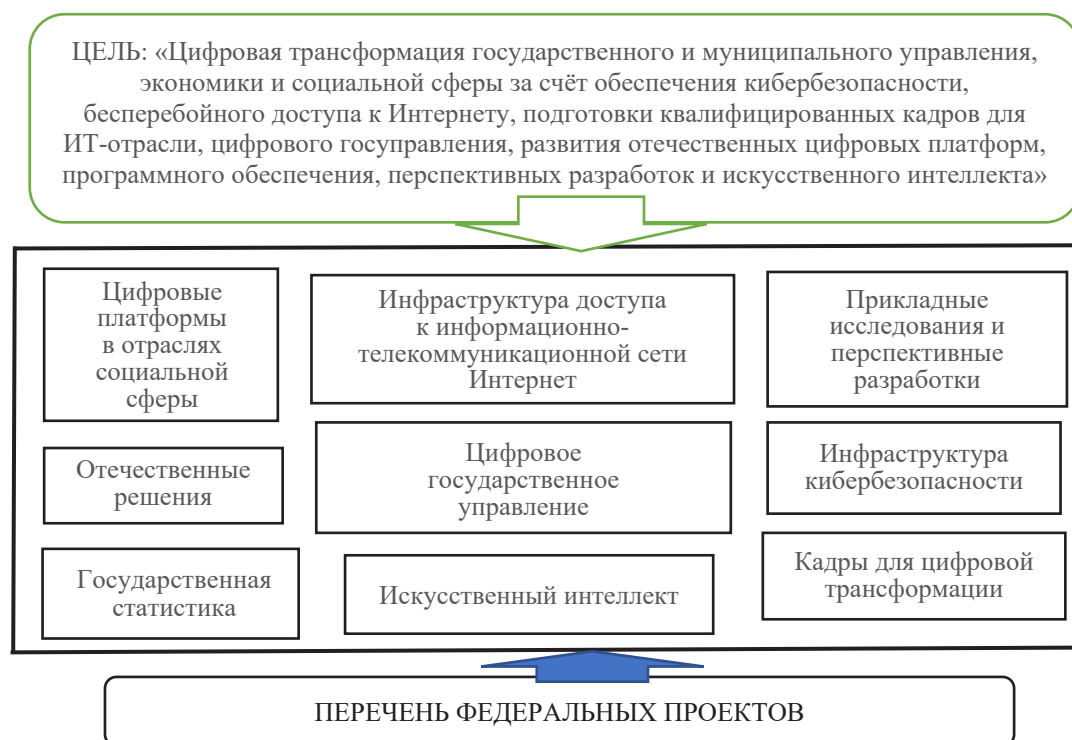 ЦЕЛЬ: «Цифровая трансформация государственного и муниципального управления,
экономики и социальной сферы за счёт обеспечения кибербезопасности,
бесперебойного доступа к Интернету, подготовки квалифицированных кадров для
ИТ-отрасли, цифрового госуправления, развития отечественных цифровых платформ,
программного обеспечения, перспективных разработок и искусственного интеллекта»
Цифровые
платформы
в отраслях
социальной
сферы
Инфраструктура доступа
к информационно-
телекоммуникационной сети
Интернет
Прикладные
исследования и
перспективные
разработки
Отечественные
решения
Цифровое
государственное
управление
Инфраструктура
кибербезопасности
Государственная
статистика
Искусственный интеллект
Кадры для цифровой
трансформации
ПЕРЕЧЕНЬ ФЕДЕРАЛЬНЫХ ПРОЕКТОВ